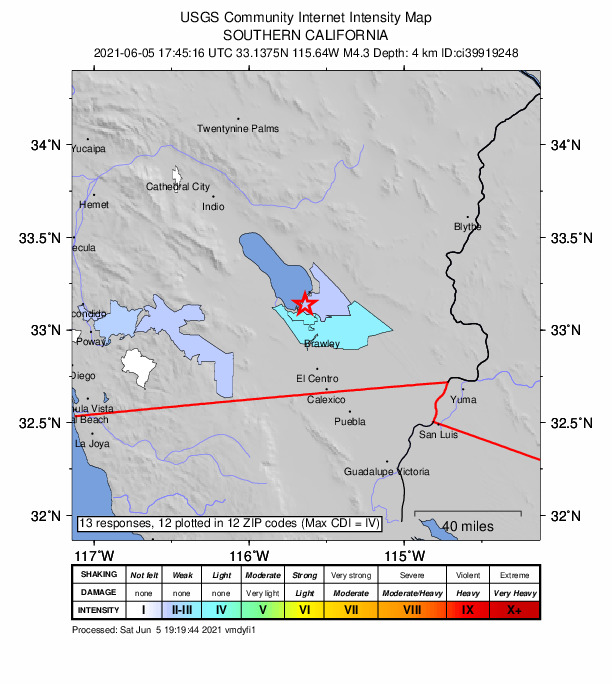 USGS Community Internet Intensity Map
SOUTHERN CALIFORNIA
2021-06-05 17:45:16 UTC 33.1375N 115.64W M4.3 Depth: 4 km ID:ci39919248
Twentynine Palms
34°N 34°N
Yucaipa
Cathedral City
Hemet
Indio
Blythe
33.5°N 33.5°N
ecula
condido
33°N 33°N
Poway
Brawley
Diego
El Centro
Calexico
Yuma
ula Vista
l Beach
Puebla
32.5°N 32.5°N
San Luis
La Joya
Guadalupe Victoria
32°N 32°N
13 responses, 12 plotted in 12 ZIP codes (Max CDI = IV)
40 miles
117°W 116°W 115°W
SHAKING Not felt Weak Light Moderate Strong Very strong Severe Violent Extreme
DAMAGE none none none Very light Light Moderate Moderate/Heavy Heavy Very Heavy
INTENSITY I II-III IV V VI VII VIII IX X+
Processed: Sat Jun 5 19:19:44 2021 vmdyfi1